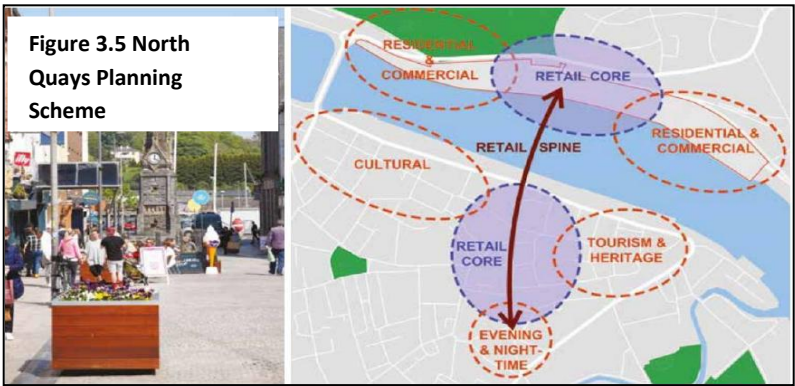 Figure 3.5 North
Quays Planning
Scheme
illy
RESIDENTIAL
&
COMMERCIAL
RETAIL CORE
RESIDENTIAL &
COMMERCIAL
RETAIL SPINE
CULTURAL
RETAIL
CORE
TOURISM &
HERITAGE
EVENING
& NIGHT-
TIME